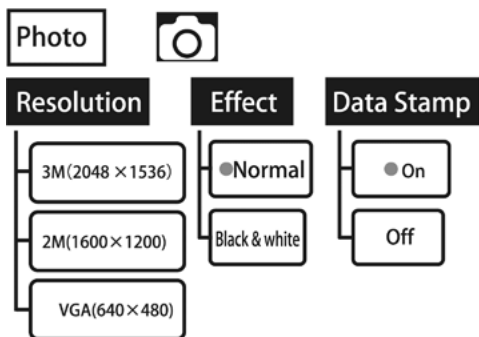 Photo
Resolution
3M(2048×1536)
2M(1600×1200)
VGA(640×480)
Effect
Normal
Black & white
Data Stamp
On
Off